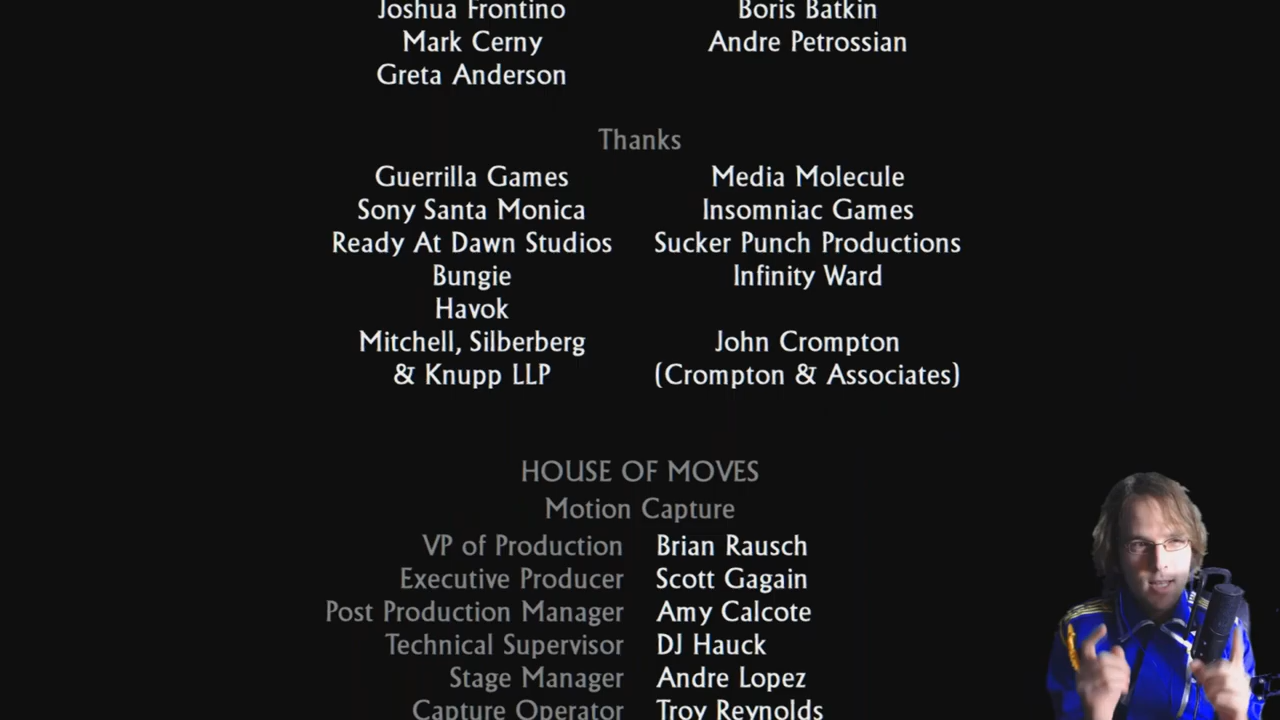 Joshua Frontino Boris Batkin
Mark Cerny Andre Petrossian
Greta Anderson
Thanks
Guerrilla Games Media Molecule
Sony Santa Monica Insomniac Games
Ready At Dawn Studios Sucker Punch Productions
Bungie Infinity Ward
Havok
Mitchell, Silberberg John Crompton
& Knupp LLP (Crompton & Associates)
HOUSE OF MOVES
Motion Capture
VP of Production Brian Rausch
Executive Producer Scott Gagain
Post Production Manager Amy Calcote
Technical Supervisor DJ Hauck
Stage Manager Andre Lopez
Capture Operator Troy Reynolds